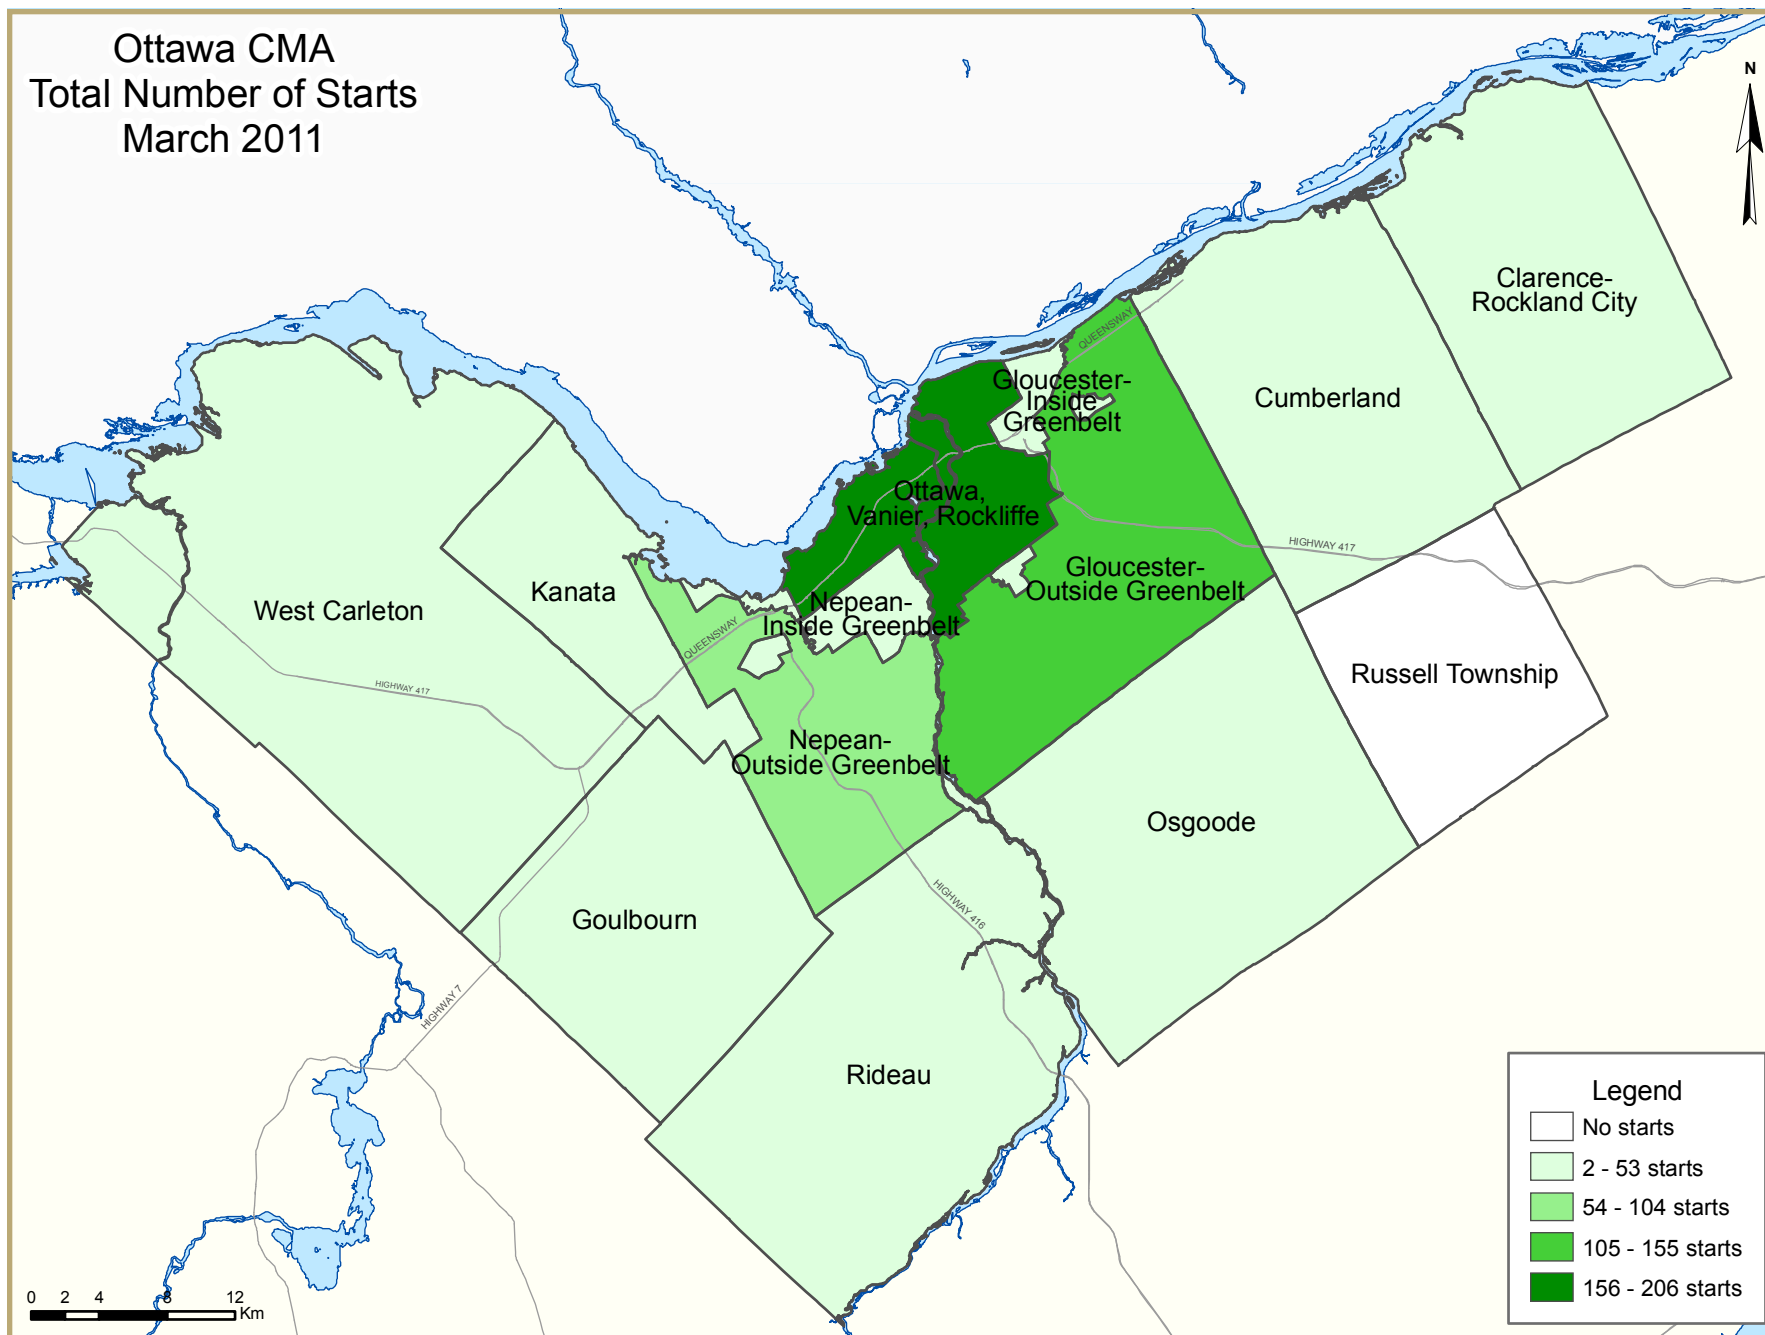 Ottawa CMA
Total Number of Starts
March 2011
N
Clarence-
Rockland City
QUEENSWAY
Gloucester-
Inside
Greenbelt
Cumberland
Ottawa,
Vanier, Rockliffe
HIGHWAY 417
Gloucester-
Outside Greenbelt
Kanata
West Carleton
Nepean-
Inside Greenbelt
QUEENSWAY
Russell Township
HIGHWAY 417
Nepean-
Outside Greenbelt
Osgoode
Goulbourn
HIGHWAY 416
HIGHWAY 7
Rideau
Legend
No starts
2 - 53 starts
54 - 104 starts
105 - 155 starts
156 - 206 starts
0 2 4 8 12
Km